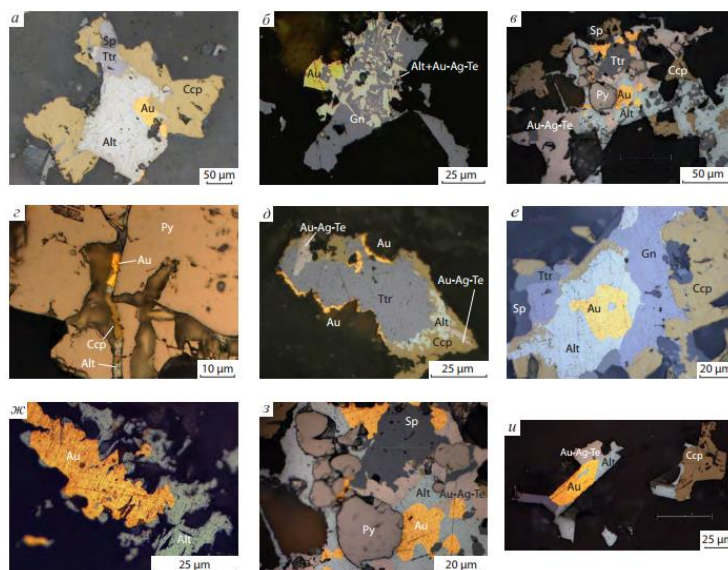 а
Sp
Ttr
Ccp
Au
Alt
50 µm
б
Au
Alt+Au-Ag-Te
Gn
25 µm
в
Sp
Ttr
Ccp
Py
Au
Au-Ag-Te
Alt
50 µm
г
Py
Au
Ccp
Alt
10 µm
д
Au-Ag-Te
Au
Au-Ag-Te
Ttr
Au
Alt
Ccp
25 µm
е
Gn
Ttr
Ccp
Sp
Au
Alt
20 µm
ж
Au
Alt
25 µm
з
Sp
Alt
Au-Ag-Te
Py
Au
20 µm
и
Au-Ag-Te
Alt
Ccp
Au
25 µm